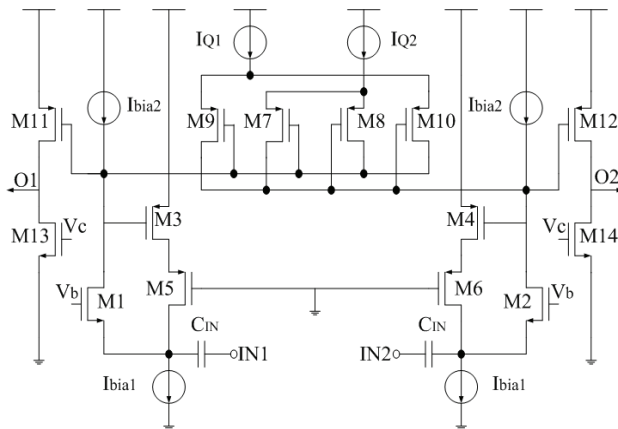 IQ1 IQ2
Ibia2 Ibia2
M11 M9 M7 M8 M10 M12
O1 O2
M3 M4
Vc Vc
M13 M14
M5 M6
Vb M1 M2 Vb
CIN CIN
IN1 IN2
Ibia1 Ibia1